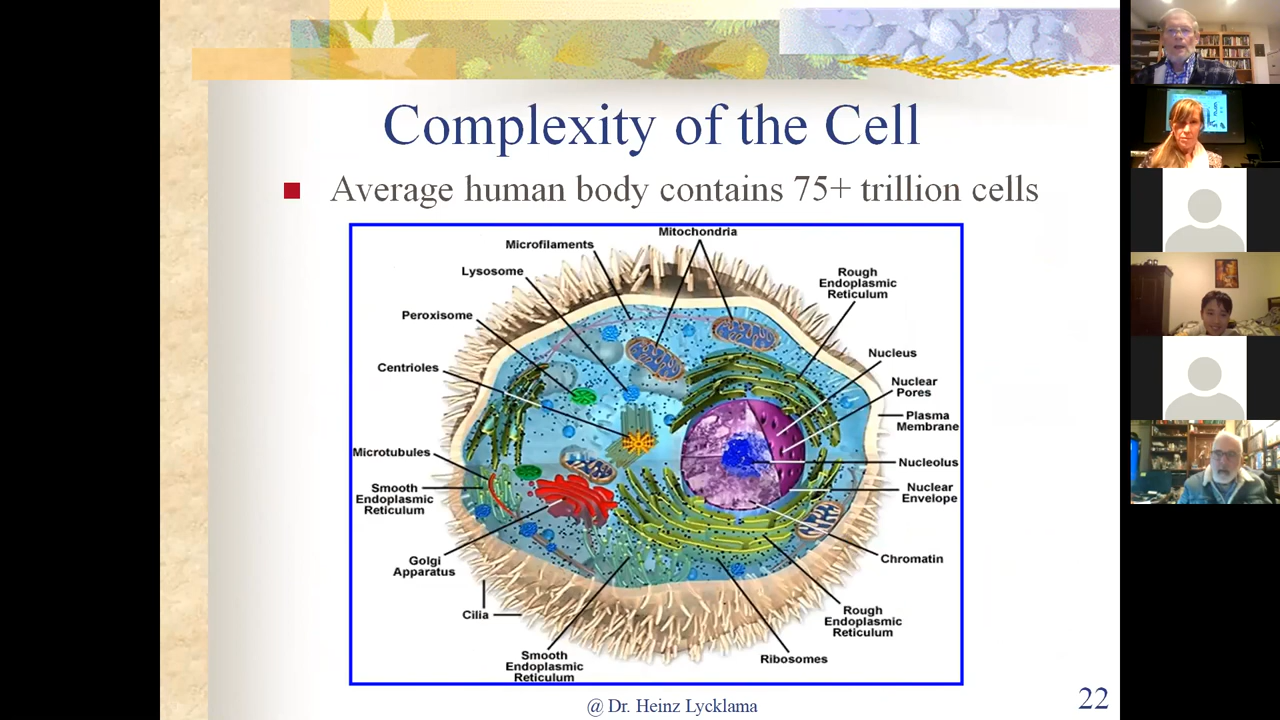 Complexity of the Cell
Average human body contains 75+ trillion cells
Mitochondria
Microfilaments
Lysosome
Rough
Endoplasmic
Reticulum
Peroxisome
Nucleus
Centrioles
Nuclear
Pores
Plasma
Membrane
Microtubules
Nucleolus
Smooth
Endoplasmic
Reticulum
Nuclear
Envelope
Golgi
Apparatus
Chromatin
Cilia
Rough
Endoplasmic
Reticulum
Smooth
Endoplasmic
Reticulum
Ribosomes
@ Dr. Heinz Lycklama
22